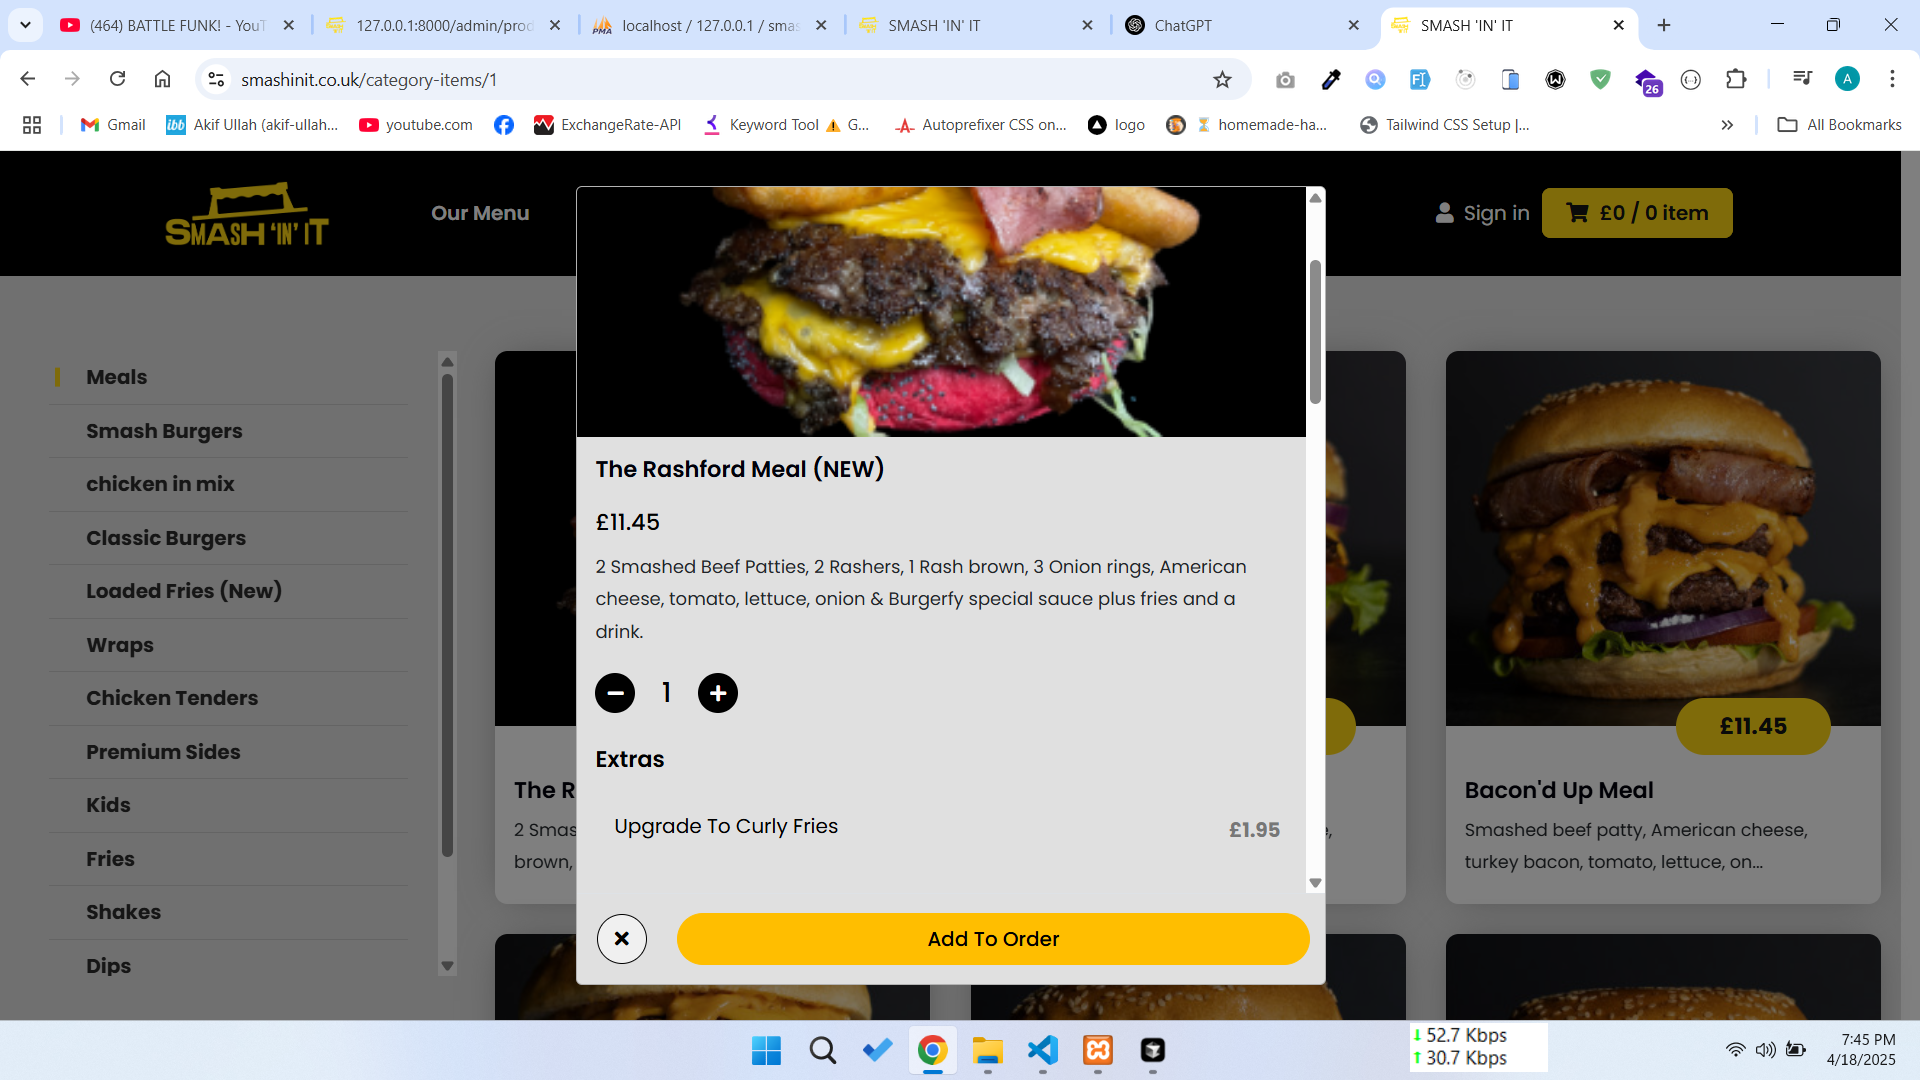 (464) BATTLE FUNK! - YouT
127.0.0.1:8000/admin/prod
localhost / 127.0.0.1 / smas
SMASH 'IN' IT
ChatGPT
SMASH 'IN' IT
smashinit.co.uk/category-items/1
26
A
Gmail
Akif Ullah (akif-ullah...
youtube.com
ExchangeRate-API
Keyword Tool ⚠ G...
Autoprefixer CSS on...
logo
⌛ homemade-ha...
Tailwind CSS Setup |...
All Bookmarks
SMASH 'IN' IT
Our Menu
Sign in
£0 / 0 item
Meals
Smash Burgers
chicken in mix
Classic Burgers
Loaded Fries (New)
Wraps
Chicken Tenders
Premium Sides
Kids
Fries
Shakes
Dips
The R
2 Smas
brown,
The Rashford Meal (NEW)
£11.45
2 Smashed Beef Patties, 2 Rashers, 1 Rash brown, 3 Onion rings, American
cheese, tomato, lettuce, onion & Burgerfy special sauce plus fries and a
drink.
1
Extras
Upgrade To Curly Fries
£1.95
Add To Order
£11.45
Bacon'd Up Meal
Smashed beef patty, American cheese,
turkey bacon, tomato, lettuce, on...
52.7 Kbps
30.7 Kbps
7:45 PM
4/18/2025